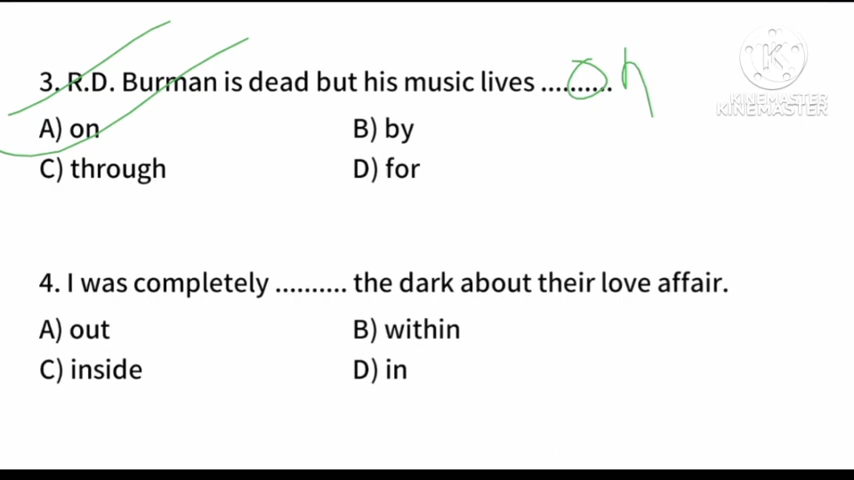 3. R.D. Burman is dead but his music lives .......... on
A) on
B) by
C) through
D) for
4. I was completely .......... the dark about their love affair.
A) out
B) within
C) inside
D) in
K
KINEMASTER
KINEMASTER